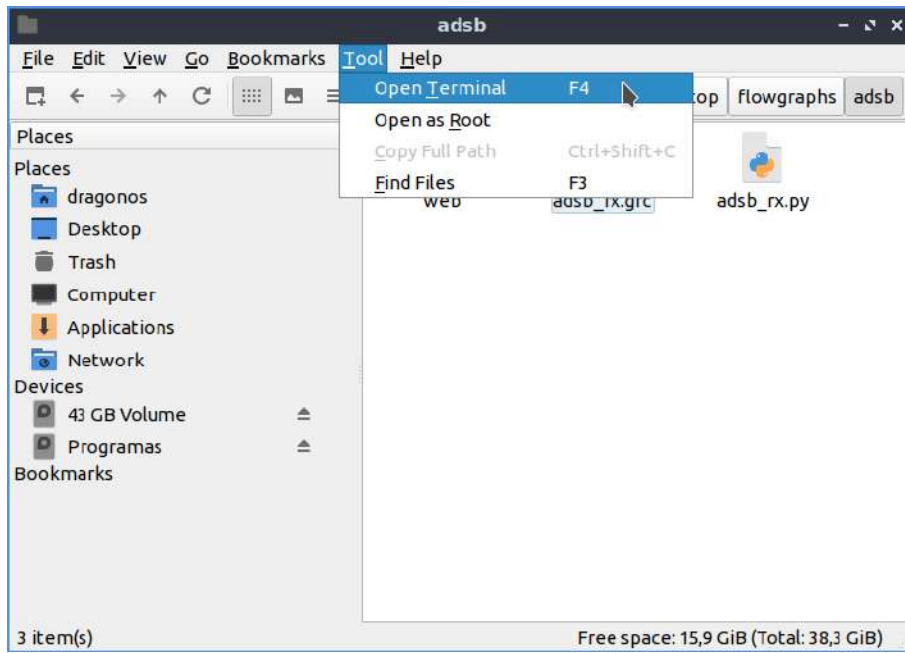 adsb
File Edit View Go Bookmarks Tool Help
Open Terminal F4
flowgraphs adsb
Open as Root
Copy Full Path Ctrl+Shift+C
Find Files F3
Places
Places
dragonos
Desktop
Trash
Computer
Applications
Network
Devices
43 GB Volume
Programas
Bookmarks
web adsb_rx.grc adsb_rx.py
3 item(s) Free space: 15,9 GiB (Total: 38,3 GiB)